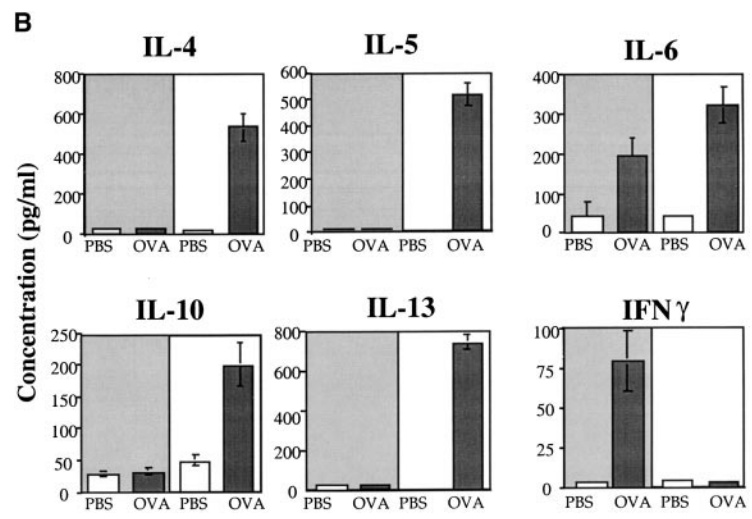 B
IL-4 IL-5 IL-6
Concentration (pg/ml)
800 600 400 200 0
600 500 400 300 200 100 0
400 300 200 100 0
PBS OVA PBS OVA PBS OVA PBS OVA PBS OVA PBS OVA
IL-10 IL-13 IFN γ
250 200 150 100 50 0
800 600 400 200 0
100 75 50 25 0
PBS OVA PBS OVA PBS OVA PBS OVA PBS OVA PBS OVA